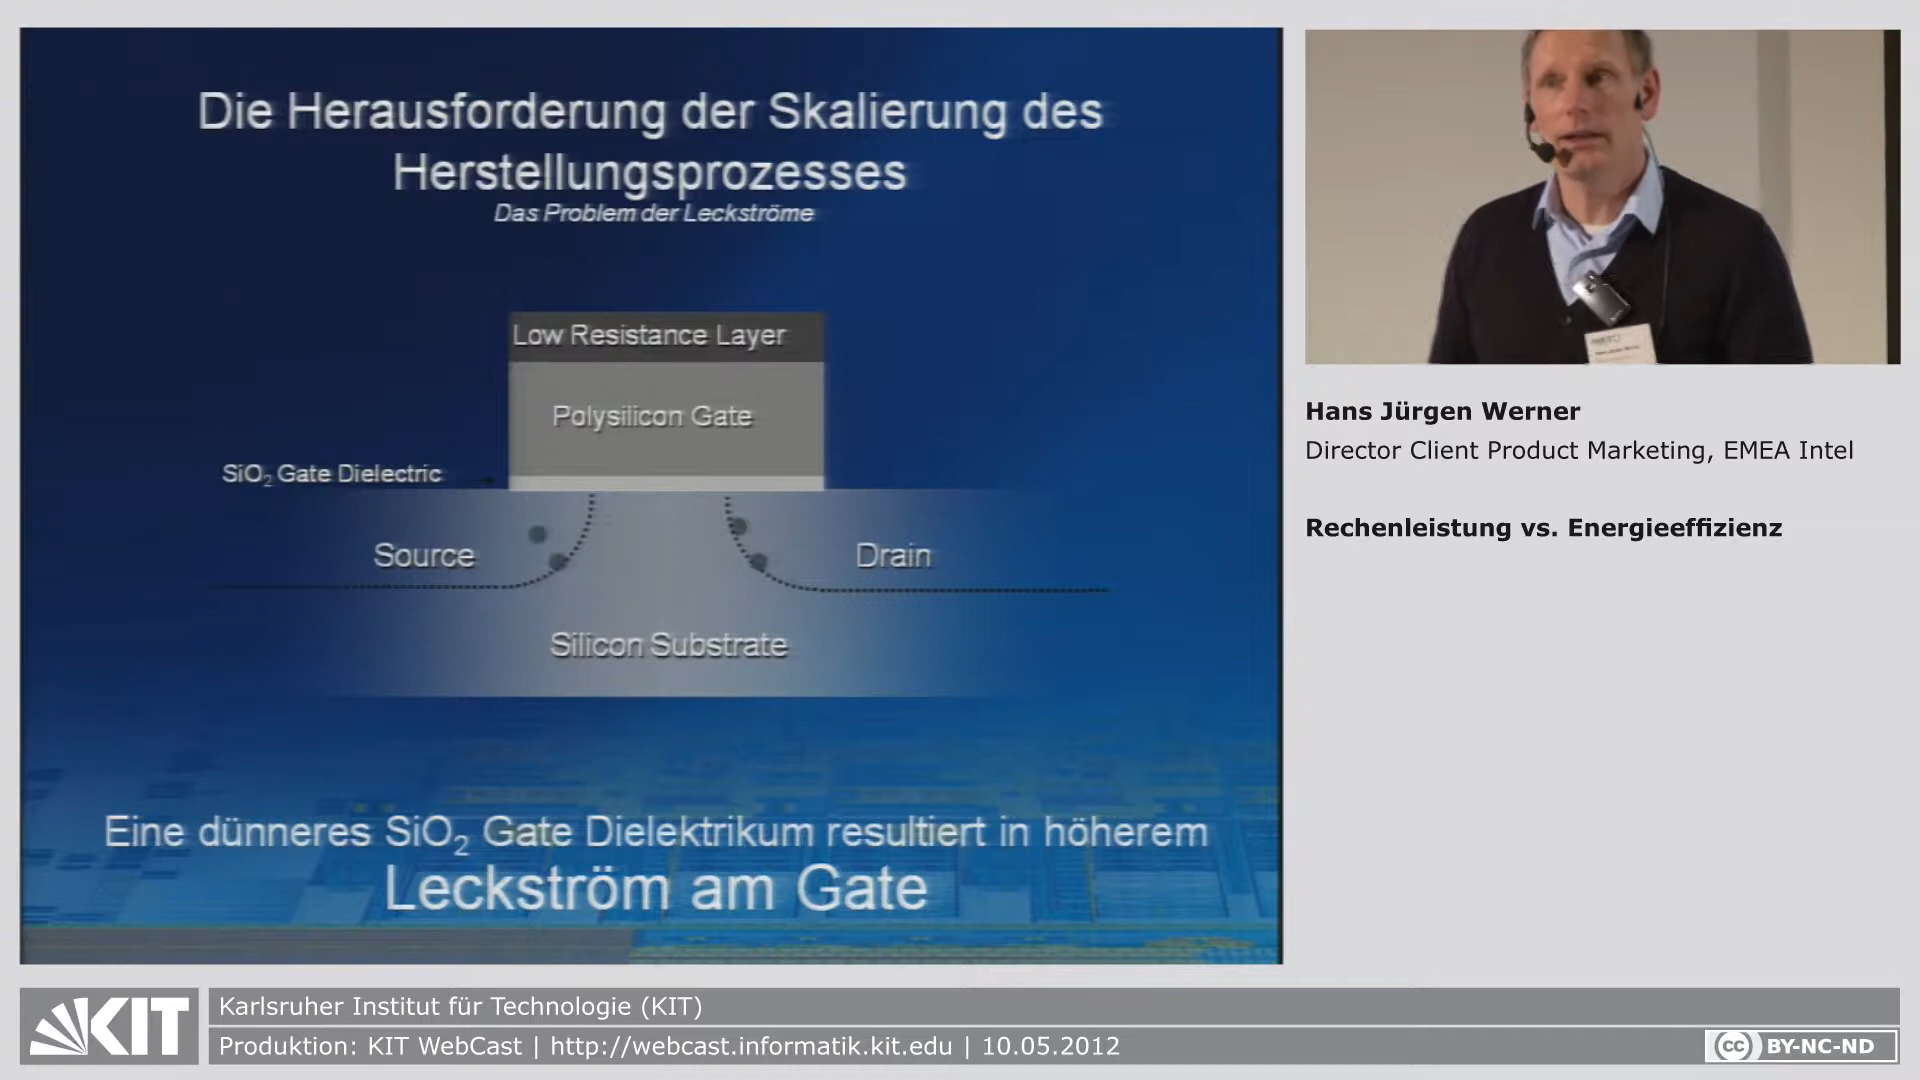 Die Herausforderung der Skalierung des
Herstellungsprozesses
Das Problem der Leckströme
Low Resistance Layer
Polysilicon Gate
SiO2 Gate Dielectric
Source
Drain
Silicon Substrate
Eine dünneres SiO2 Gate Dielektrikum resultiert in höherem
Leckström am Gate
Hans Jürgen Werner
Director Client Product Marketing, EMEA Intel
Rechenleistung vs. Energieeffizienz
KIT
Karlsruher Institut für Technologie (KIT)
Produktion: KIT WebCast | http://webcast.informatik.kit.edu | 10.05.2012
cc BY-NC-ND